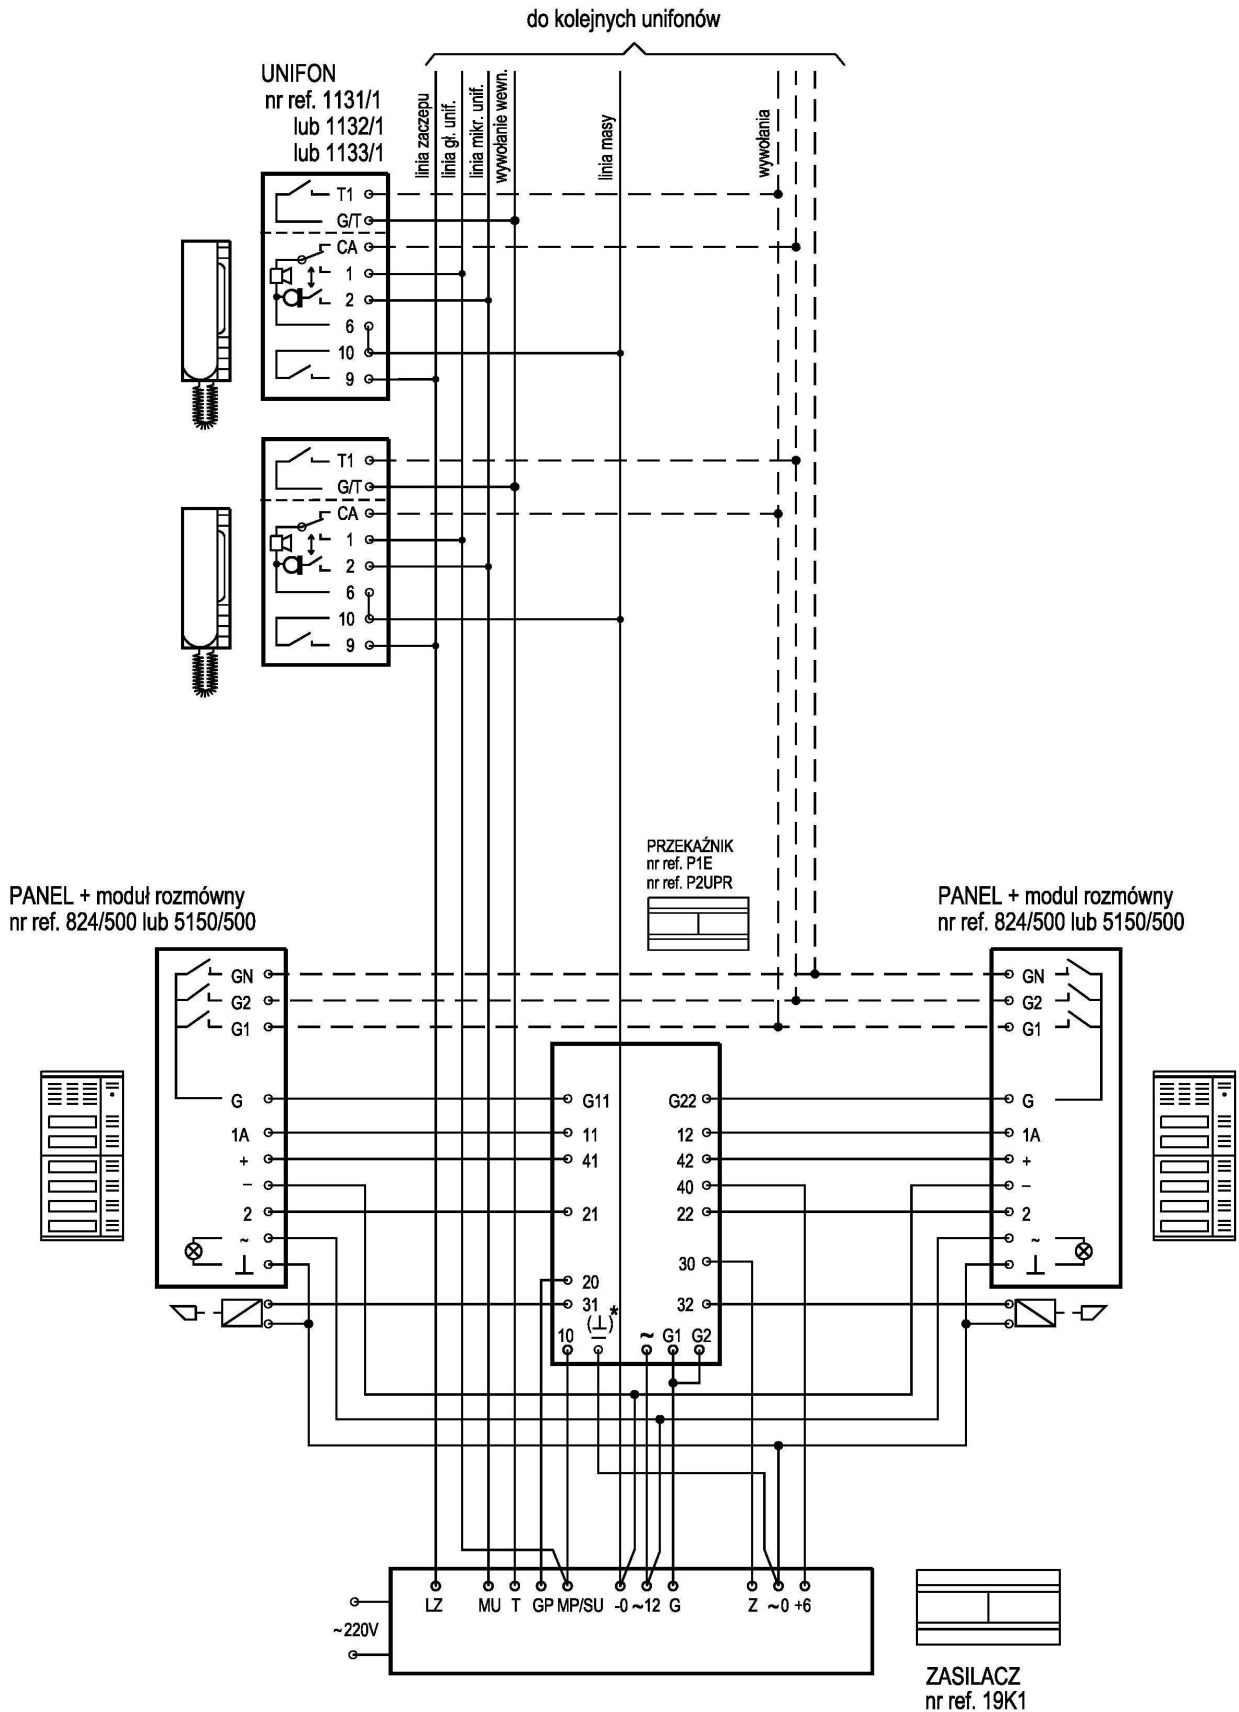 do kolejnych unifonów
UNIFON
nr ref. 1131/1
lub 1132/1
lub 1133/1
linia zaczepu
linia gł. unif.
linia mikr. unif.
wywołanie wewn.
linia masy
wywołania
T1
G/T
CA
1
2
6
10
9
T1
G/T
CA
1
2
6
10
9
PRZEKAŹNIK
nr ref. P1E
nr ref. P2UPR
PANEL + moduł rozmówny
nr ref. 824/500 lub 5150/500
PANEL + modul rozmówny
nr ref. 824/500 lub 5150/500
GN
G2
G1
G
1A
+
–
2
~
⊥
GN
G2
G1
G
1A
+
–
2
~
⊥
G11
11
41
21
20
31
G22
12
42
40
22
30
32
10
(⊥)*
–
~
G1
G2
LZ MU T GP MP/SU -0 ~12 G Z ~0 +6
~220V
ZASILACZ
nr ref. 19K1